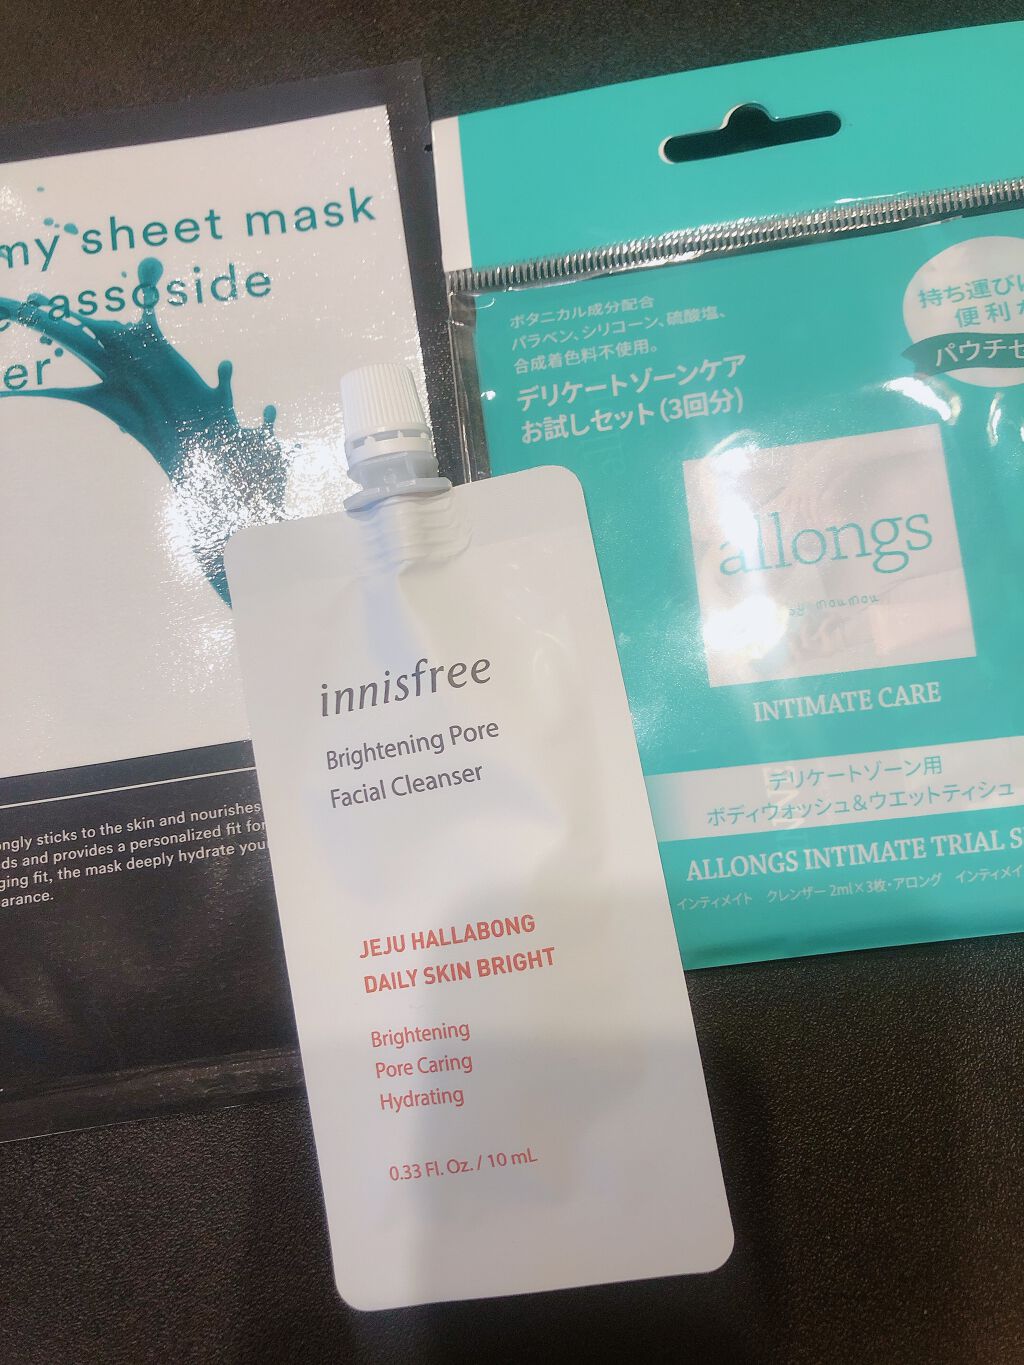 my sheet mask
cassoside
er
ngly sticks to the skin and nourishes
ds and provides a personalized fit for
ging fit, the mask deeply hydrate you
arance.
innisfree
Brightening Pore
Facial Cleanser
JEJU HALLABONG
DAILY SKIN BRIGHT
Brightening
Pore Caring
Hydrating
0.33 Fl. Oz. / 10 mL
ボタニカル成分配合
パラベン、シリコーン、硫酸塩、
合成着色料不使用。
デリケートゾーンケア
お試しセット(3回分)
持ち運びに
便利な
パウチセ
allongs
by moumou
INTIMATE CARE
デリケートゾーン用
ボディウォッシュ&ウエットティシュ
ALLONGS INTIMATE TRIAL S
インティメイト クレンザー 2ml×3枚・アロング インティメイ